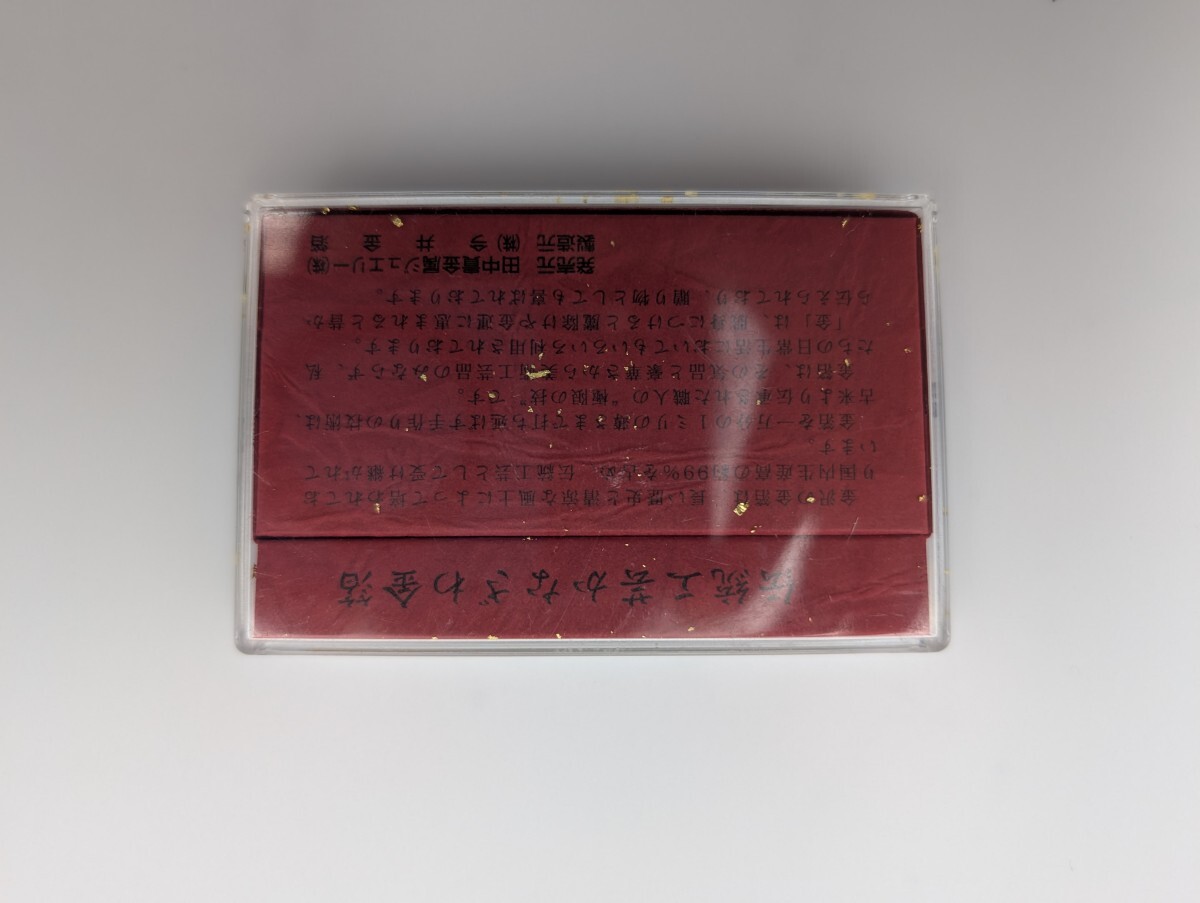 伝統工芸かなざわ金箔
金沢の金箔は、長い歴史と清涼な風土によって培われてお
り国内生産高の約99%を占め、伝統工芸として受け継がれて
います。
金箔を一万分の1ミリの薄さまで打ち延ばす手作りの技術は、
古来より伝承された職人の〝極限の技〟です。
金箔は、その気品と豪華さから美術工芸品のみならず、私
たちの日常生活においてもいろいろ利用されております。
「金」は、肌身につけると魔除けや金運に恵まれると昔か
ら伝えられており、贈り物としても喜ばれております。
発売元 田中貴金属ジュエリー㈱
製造元 ㈱今井金箔